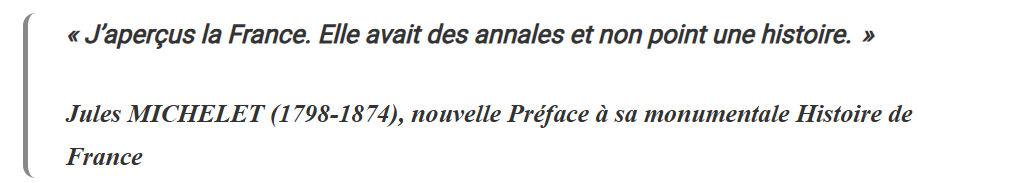 « J’aperçus la France. Elle avait des annales et non point une histoire. »
Jules MICHELET (1798-1874), nouvelle Préface à sa monumentale Histoire de
France